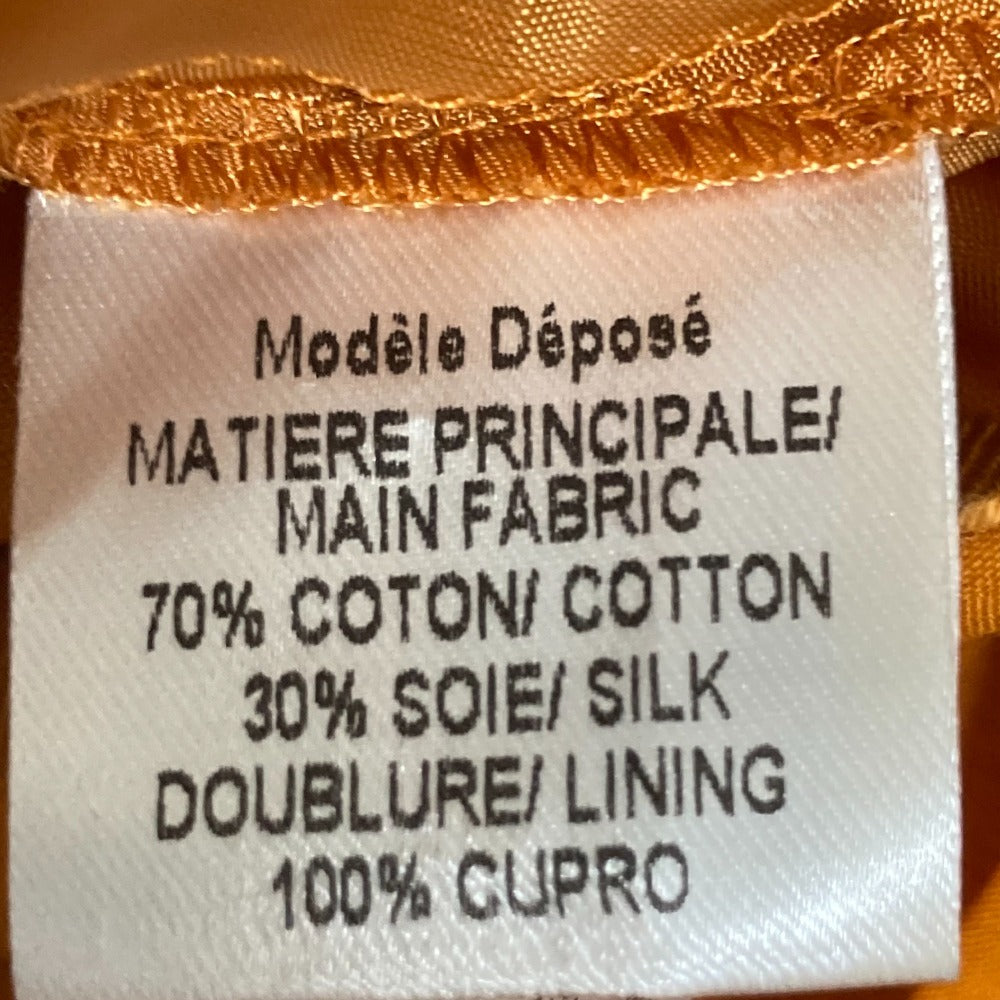 Modèle Déposé
MATIERE PRINCIPALE/
MAIN FABRIC
70% COTON/ COTTON
30% SOIE/ SILK
DOUBLURE/ LINING
100% CUPRO